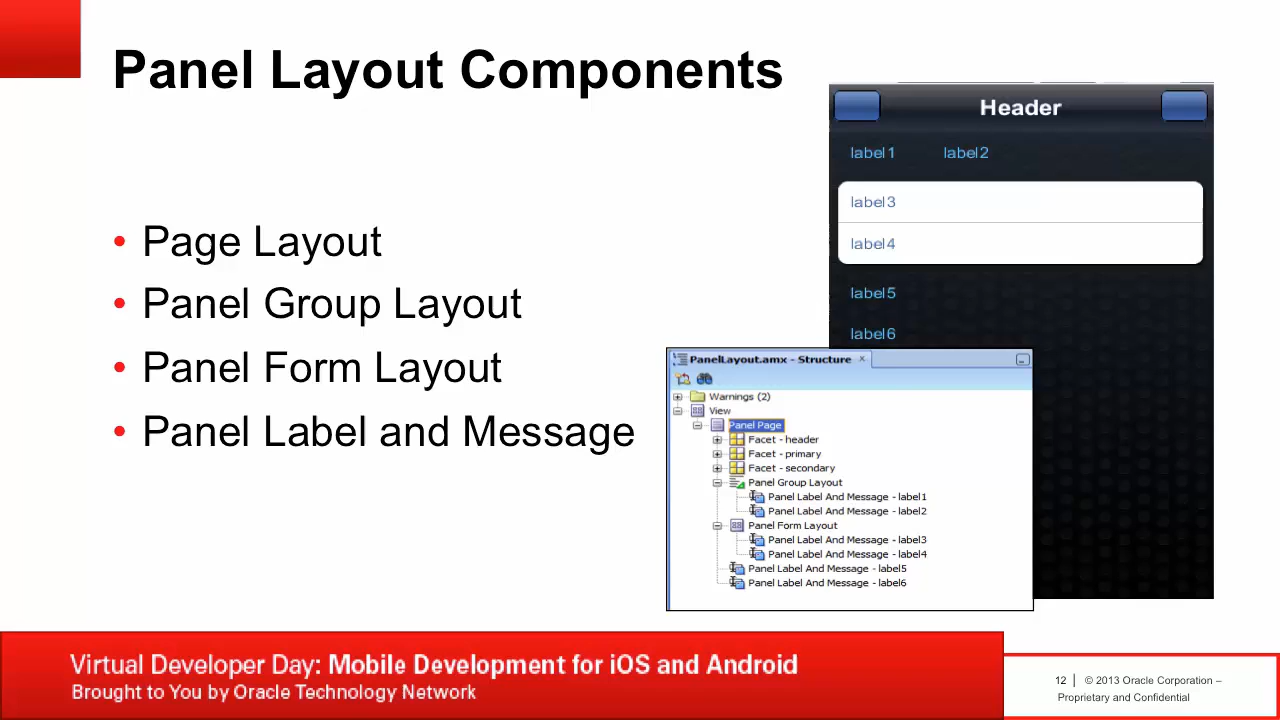 Panel Layout Components
• Page Layout
• Panel Group Layout
• Panel Form Layout
• Panel Label and Message
Header
label1 label2
label3
label4
label5
label6
PanelLayout.amx - Structure
Warnings (2)
View
Panel Page
Facet - header
Facet - primary
Facet - secondary
Panel Group Layout
Panel Label And Message - label1
Panel Label And Message - label2
Panel Form Layout
Panel Label And Message - label3
Panel Label And Message - label4
Panel Label And Message - label5
Panel Label And Message - label6
Virtual Developer Day: Mobile Development for iOS and Android
Brought to You by Oracle Technology Network
12 | © 2013 Oracle Corporation –
Proprietary and Confidential